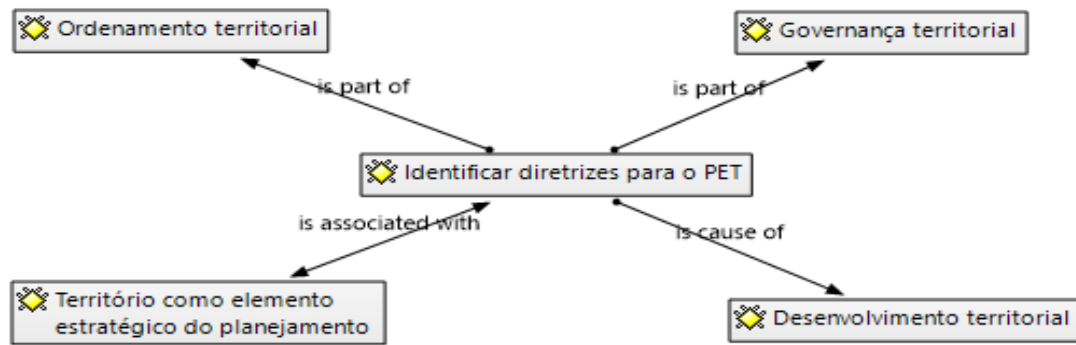 Ordenamento territorial
Governança territorial
is part of
is part of
Identificar diretrizes para o PET
is associated with
is cause of
Território como elemento
estratégico do planejamento
Desenvolvimento territorial